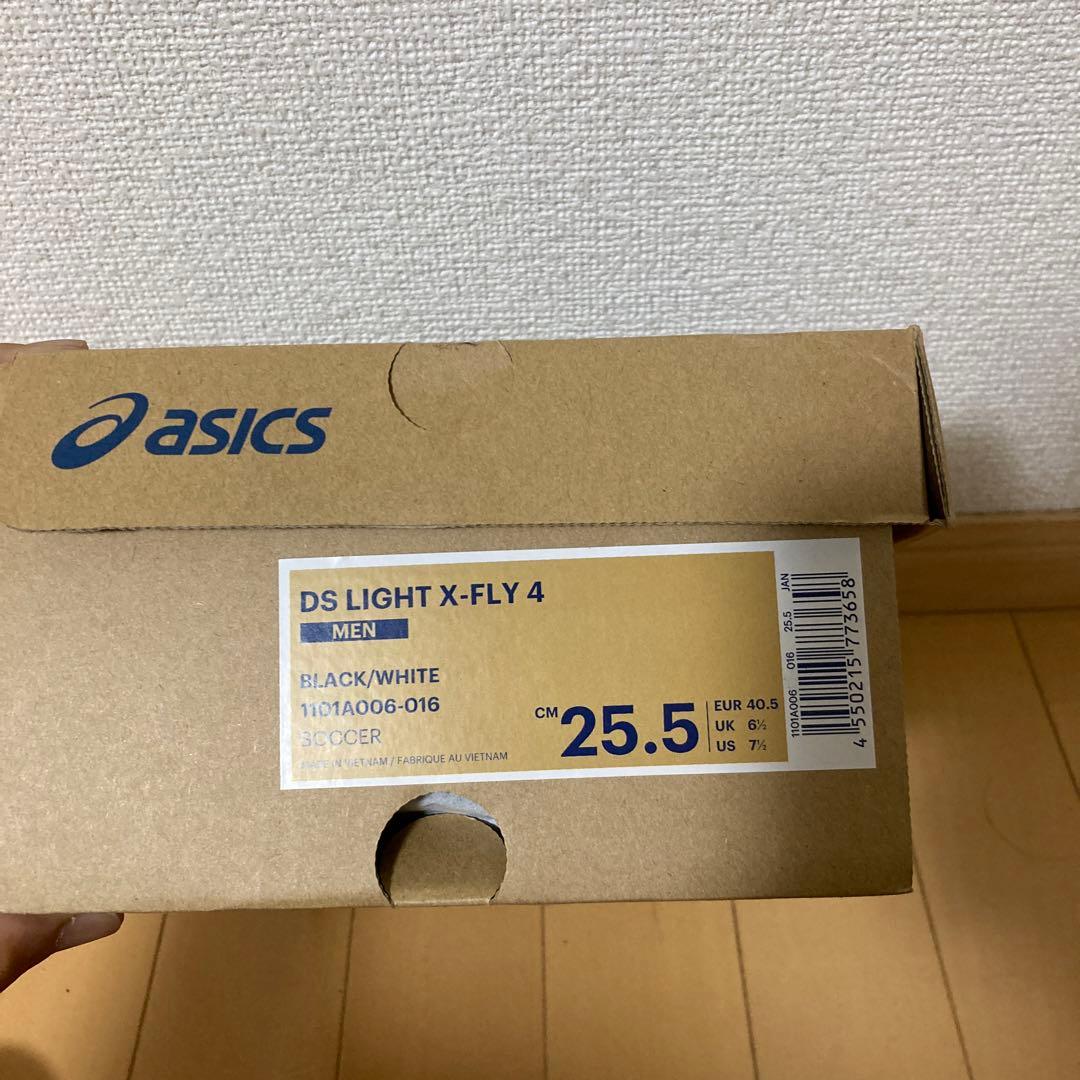 asics
DS LIGHT X-FLY 4
MEN
BLACK/WHITE
1101A006-016
SOCCER
MADE IN VIETNAM / FABRIQUE AU VIETNAM
CM 25.5
EUR 40.5
UK 6½
US 7½
1101A006 016 25.5 JAN
4 550215 773658